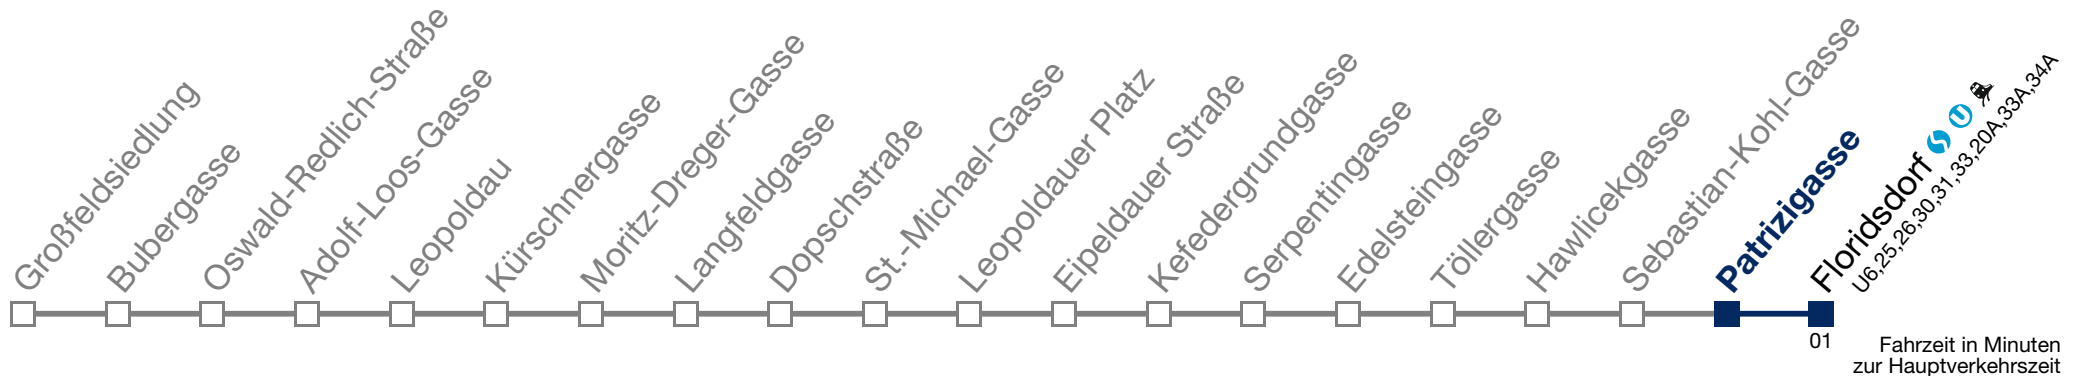 Großfeldsiedlung
Bubergasse
Oswald-Redlich-Straße
Adolf-Loos-Gasse
Leopoldau
Kürschnergasse
Moritz-Dreger-Gasse
Langfeldgasse
Dopschstraße
St.-Michael-Gasse
Leopoldauer Platz
Eipeldauer Straße
Kefedergrundgasse
Serpentingasse
Edelsteingasse
Töllergasse
Hawlicekgasse
Sebastian-Kohl-Gasse
Patrizigasse
Floridsdorf S U
U6,25,26,30,31,33,20A,33A,34A
01
Fahrzeit in Minuten
zur Hauptverkehrszeit